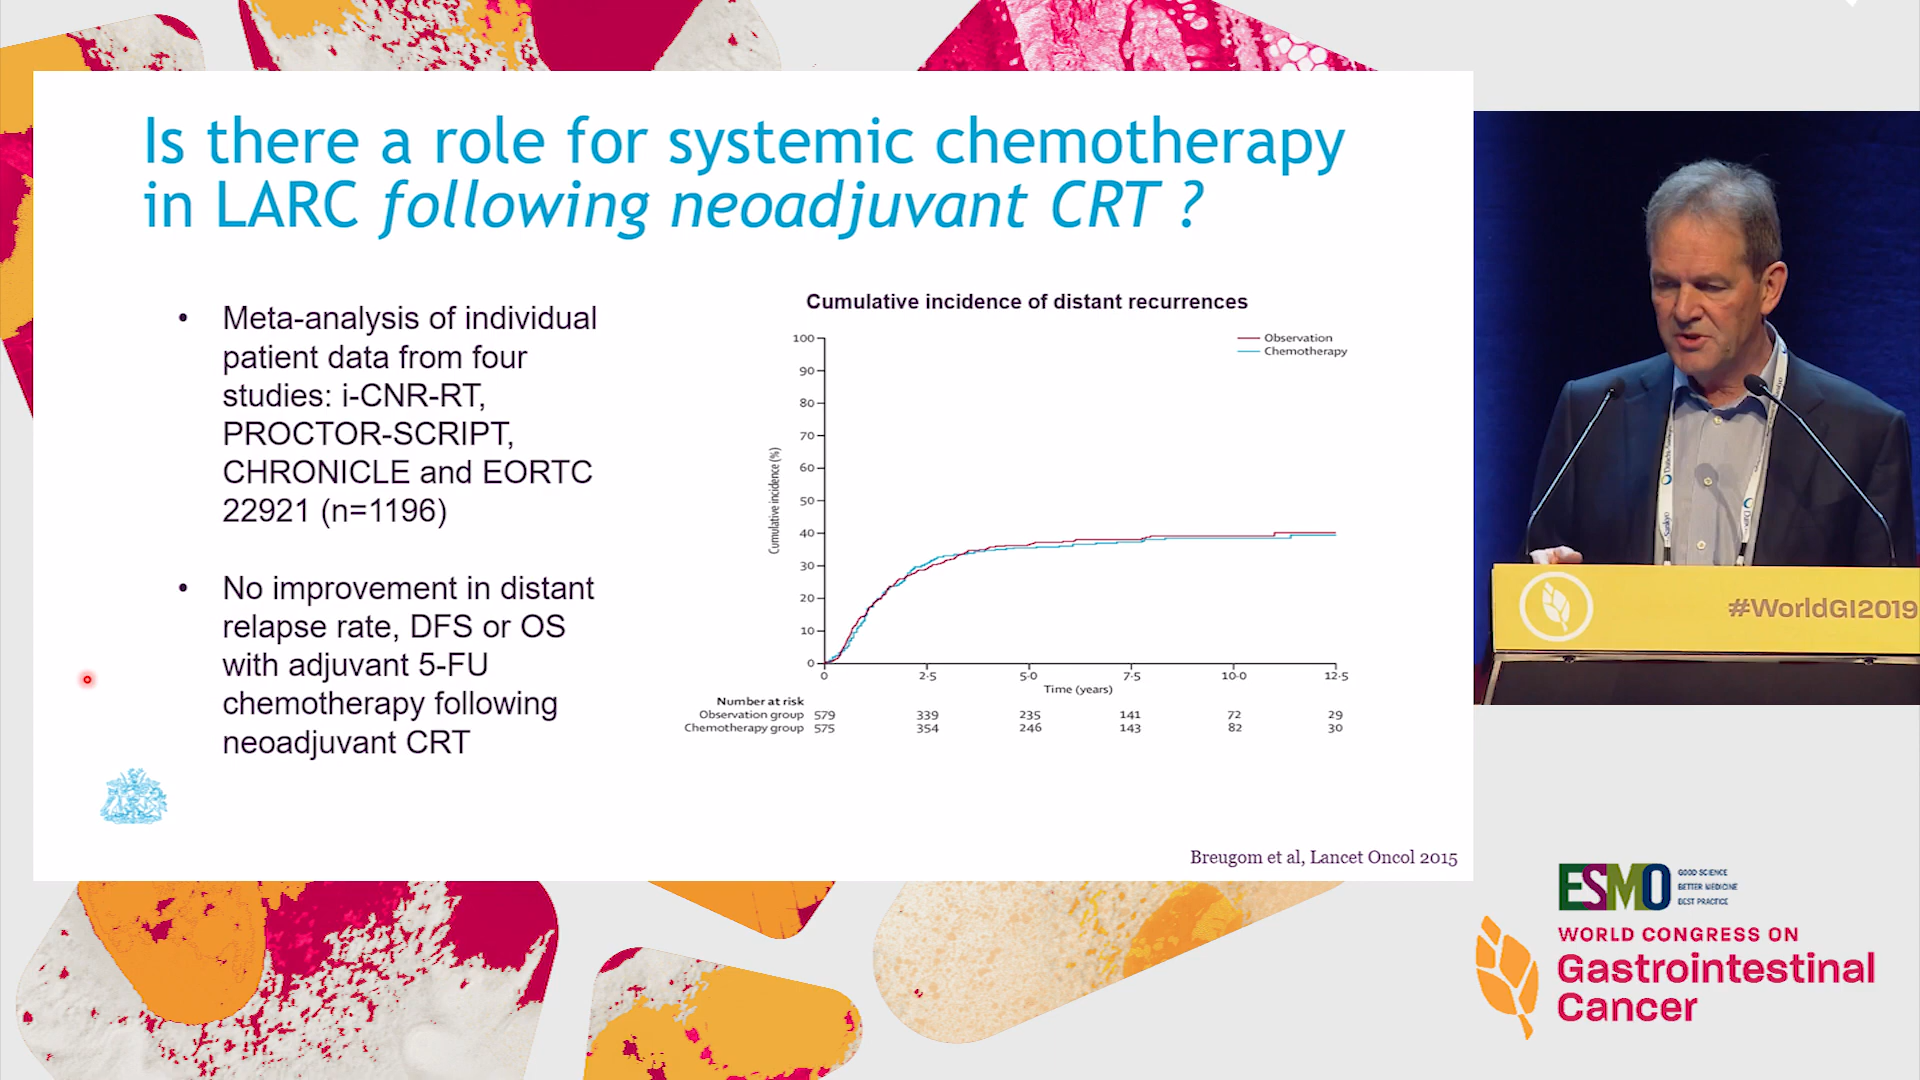 Is there a role for systemic chemotherapy
in LARC following neoadjuvant CRT ?
• Meta-analysis of individual
patient data from four
studies: i-CNR-RT,
PROCTOR-SCRIPT,
CHRONICLE and EORTC
22921 (n=1196)
• No improvement in distant
relapse rate, DFS or OS
with adjuvant 5-FU
chemotherapy following
neoadjuvant CRT
Cumulative incidence of distant recurrences
Observation
Chemotherapy
Cumulative incidence (%)
100
90
80
70
60
50
40
30
20
10
0
0 2·5 5·0 7·5 10·0 12·5
Time (years)
Number at risk
Observation group 579 339 235 141 72 29
Chemotherapy group 575 354 246 143 82 30
Breugom et al, Lancet Oncol 2015
#WorldGI2019
ESMO
GOOD SCIENCE
BETTER MEDICINE
BEST PRACTICE
WORLD CONGRESS ON
Gastrointestinal
Cancer